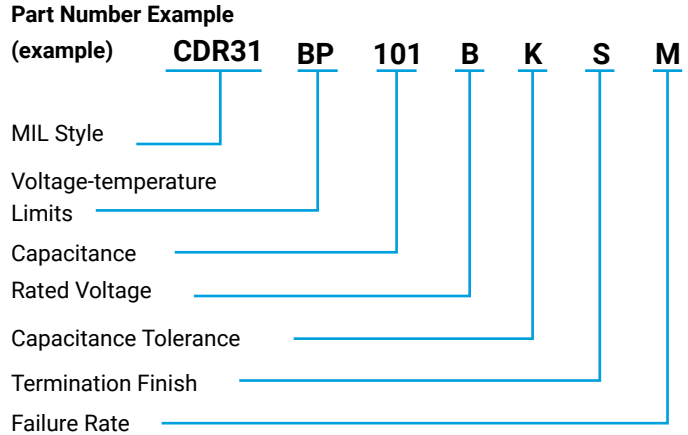 Part Number Example
(example) CDR31 BP 101 B K S M
MIL Style
Voltage-temperature
Limits
Capacitance
Rated Voltage
Capacitance Tolerance
Termination Finish
Failure Rate